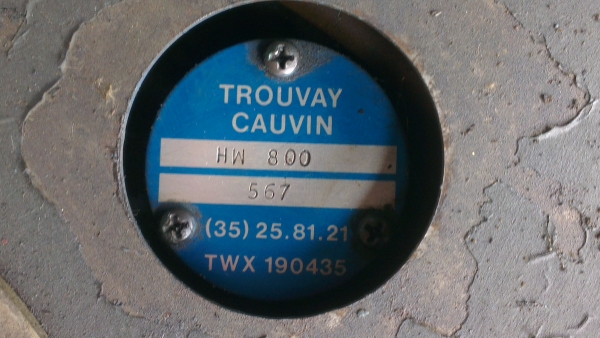 TROUVAY
CAUVIN
HW 800
567
(35) 25.81.21
TWX 190435